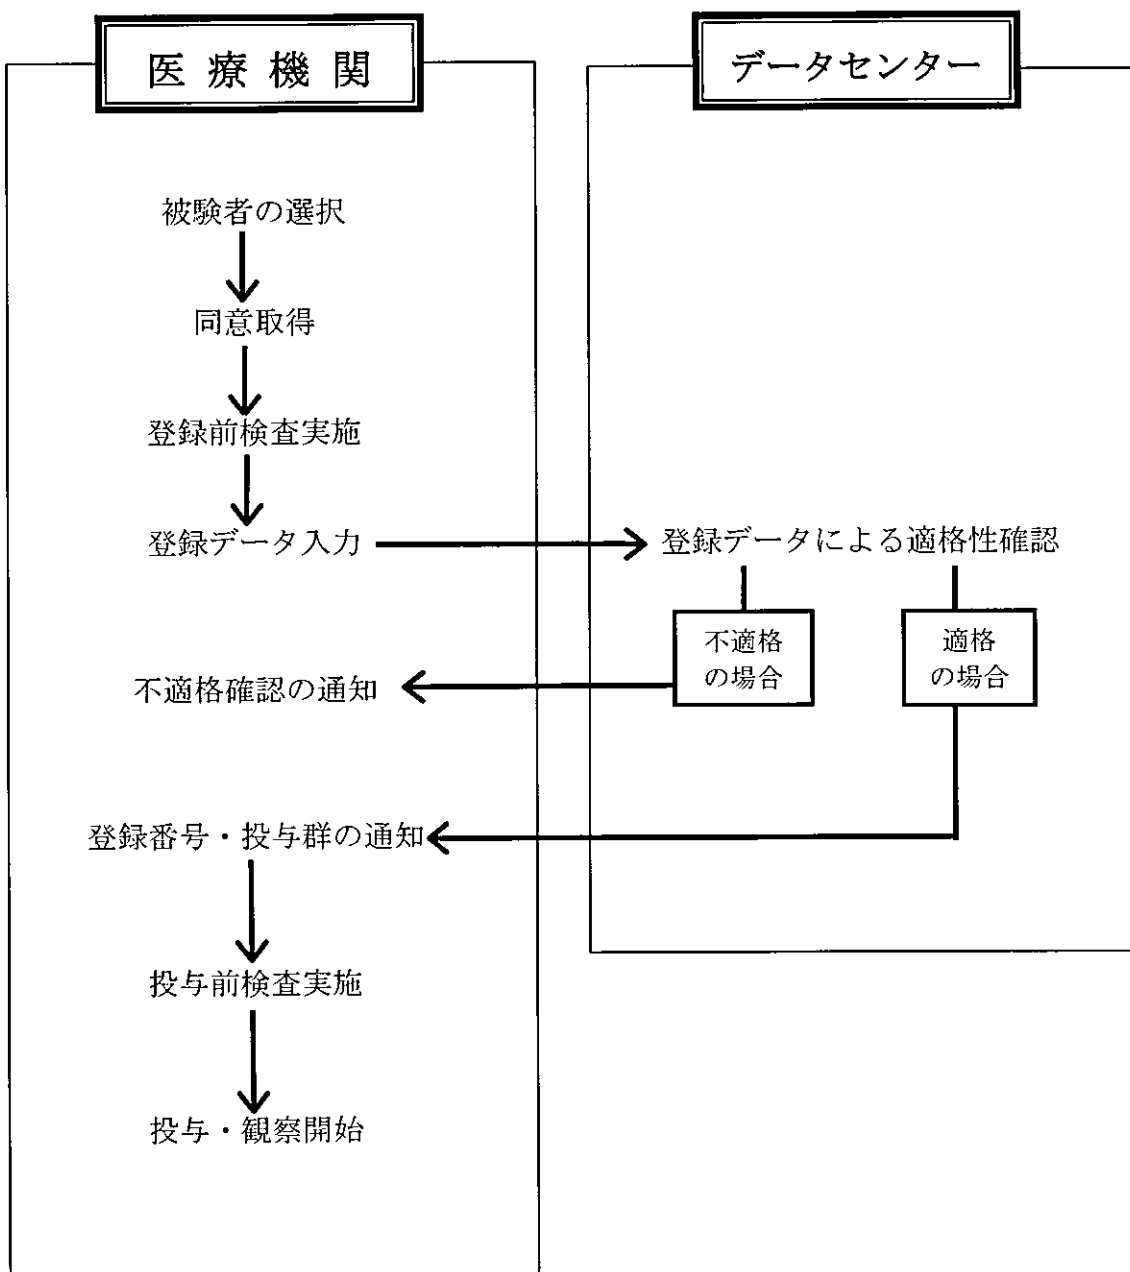 医療機関
データセンター
被験者の選択
同意取得
登録前検査実施
登録データ入力
登録データによる適格性確認
不適格
の場合
適格
の場合
不適格確認の通知
登録番号・投与群の通知
投与前検査実施
投与・観察開始